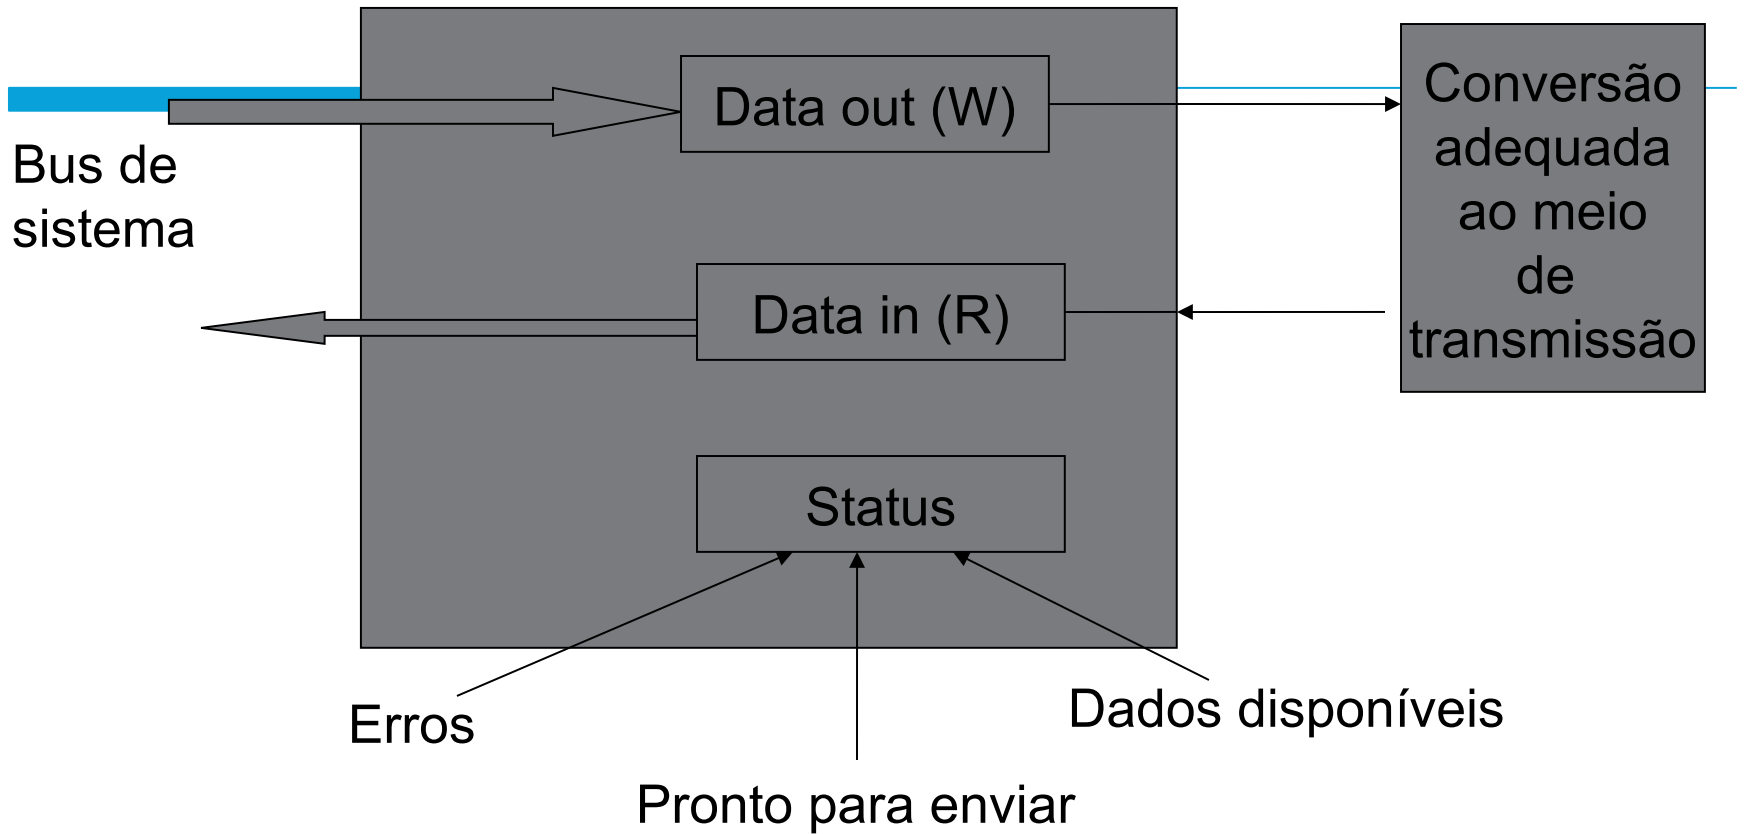 Data out (W)
Conversão
adequada
ao meio
de
transmissão
Bus de
sistema
Data in (R)
Status
Erros
Dados disponíveis
Pronto para enviar